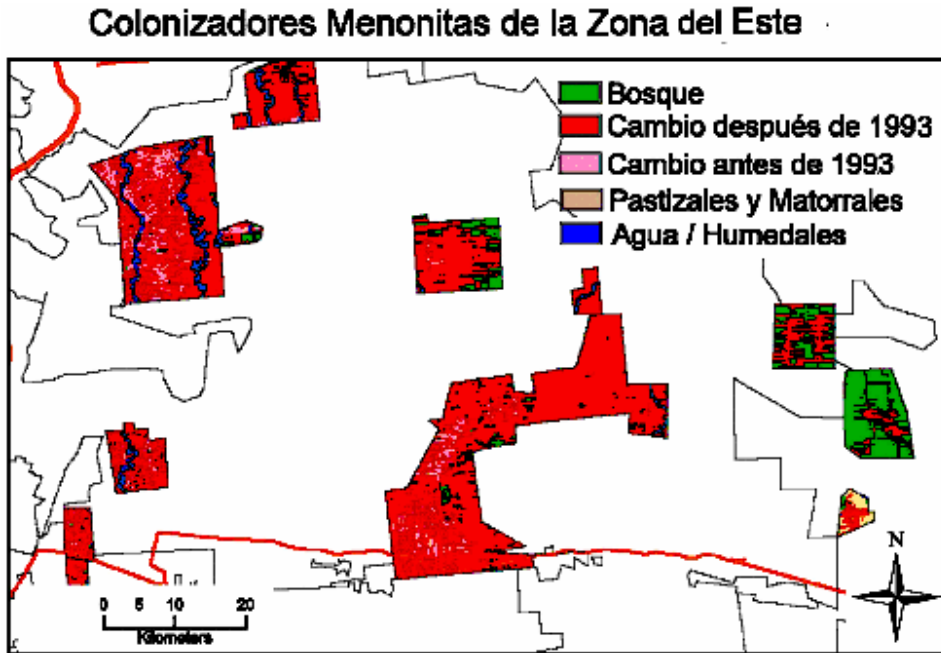 Colonizadores Menonitas de la Zona del Este
Bosque
Cambio después de 1993
Cambio antes de 1993
Pastizales y Matorrales
Agua / Humedales
N
0 5 10 20
Kilometers